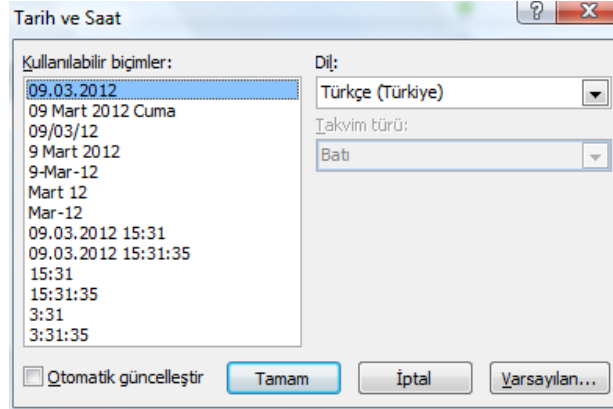 Tarih ve Saat
Kullanılabilir biçimler:
09.03.2012
09 Mart 2012 Cuma
09/03/12
9 Mart 2012
9-Mar-12
Mart 12
Mar-12
09.03.2012 15:31
09.03.2012 15:31:35
15:31
15:31:35
3:31
3:31:35
Dil:
Türkçe (Türkiye)
Takvim türü:
Batı
Otomatik güncelleştir
Tamam
İptal
Varsayılan...